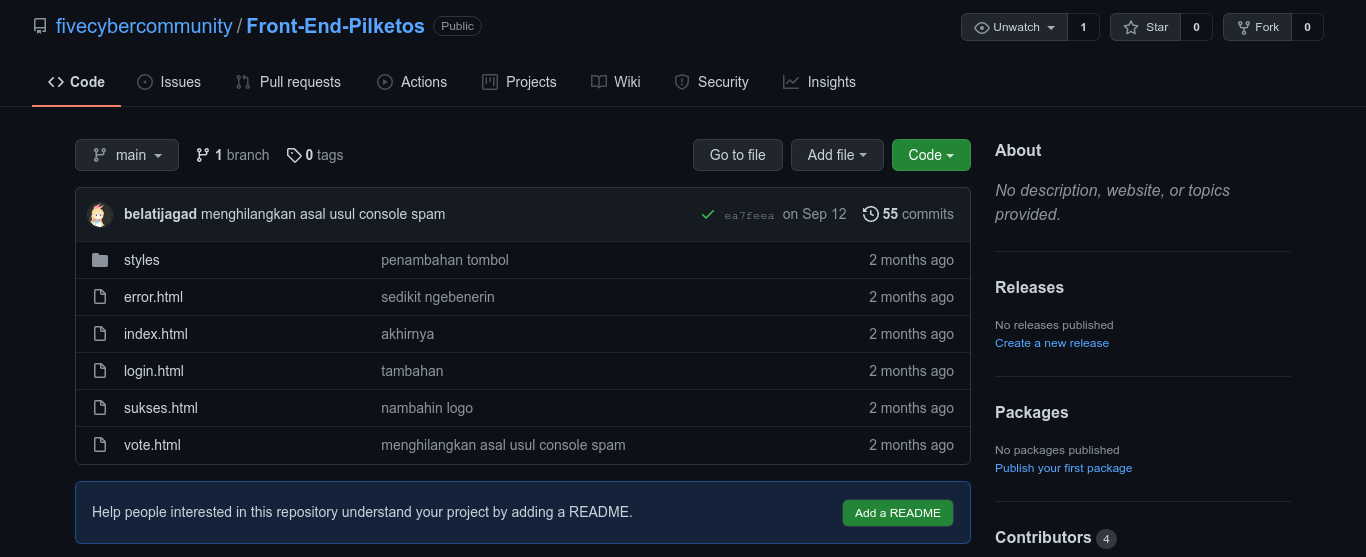 fivecybercommunity / Front-End-Pilketos Public Unwatch 1 Star 0 Fork 0
Code Issues Pull requests Actions Projects Wiki Security Insights
main 1 branch 0 tags Go to file Add file Code
belatijagad menghilangkan asal usul console spam ea7feea on Sep 12 55 commits
styles penambahan tombol 2 months ago
error.html sedikit ngebenerin 2 months ago
index.html akhirnya 2 months ago
login.html tambahan 2 months ago
sukses.html nambahin logo 2 months ago
vote.html menghilangkan asal usul console spam 2 months ago
Help people interested in this repository understand your project by adding a README. Add a README
About
No description, website, or topics
provided.
Releases
No releases published
Create a new release
Packages
No packages published
Publish your first package
Contributors 4